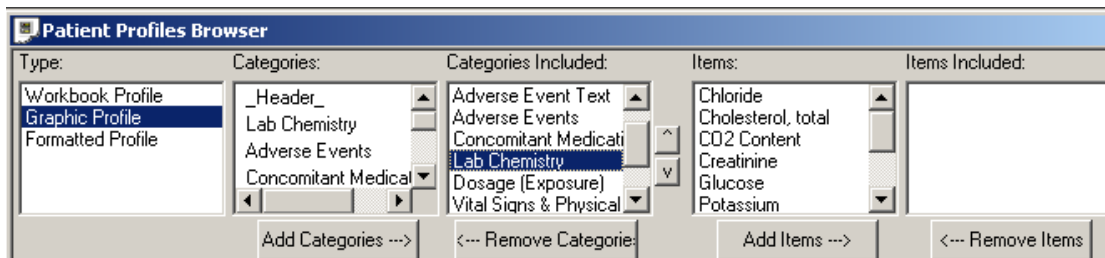 Patient Profiles Browser
Type:
Categories:
Categories Included:
Items:
Items Included:
Workbook Profile
Graphic Profile
Formatted Profile
_Header_
Lab Chemistry
Adverse Events
Concomitant Medical
Adverse Event Text
Adverse Events
Concomitant Medicati
Lab Chemistry
Dosage (Exposure)
Vital Signs & Physical
^
v
Chloride
Cholesterol, total
CO2 Content
Creatinine
Glucose
Potassium
Add Categories --->
<--- Remove Categorie
Add Items --->
<--- Remove Items